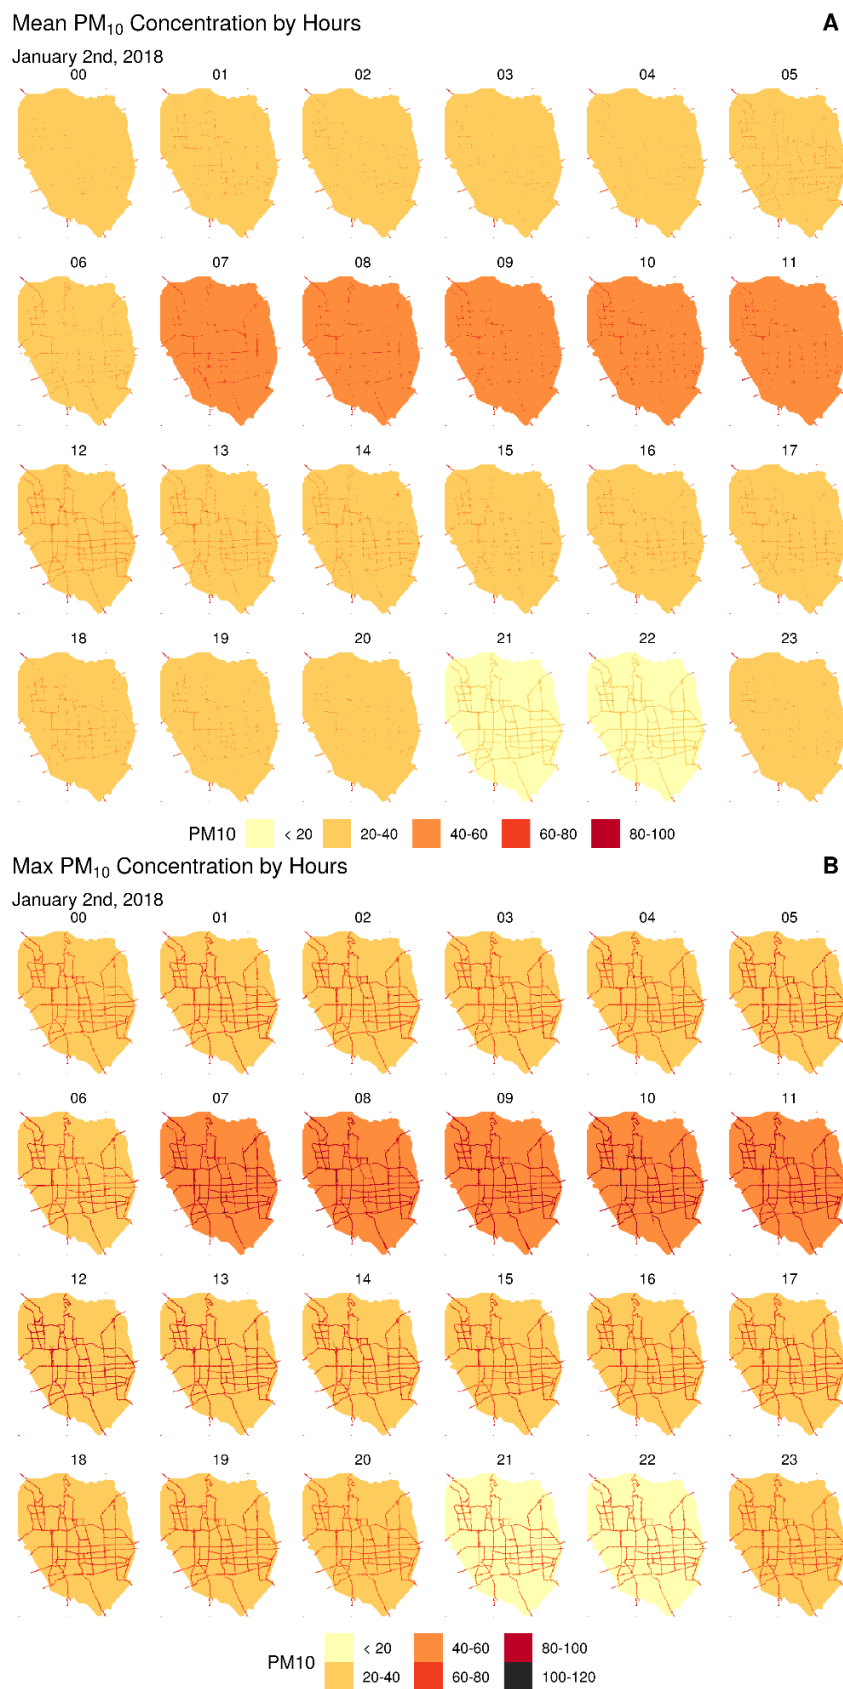 Mean PM₁₀ Concentration by Hours
A
January 2nd, 2018
00 01 02 03 04 05
06 07 08 09 10 11
12 13 14 15 16 17
18 19 20 21 22 23
PM10 < 20 20-40 40-60 60-80 80-100
Max PM₁₀ Concentration by Hours
B
January 2nd, 2018
00 01 02 03 04 05
06 07 08 09 10 11
12 13 14 15 16 17
18 19 20 21 22 23
PM10
< 20 40-60 80-100
20-40 60-80 100-120